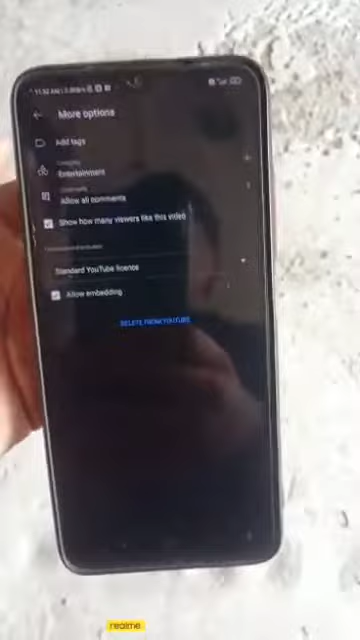 More options
Add tags
Category
Entertainment
Comments
Allow all comments
Show how many viewers like this video
Standard YouTube licence
Allow embedding
DELETE FROM YOUTUBE
realme